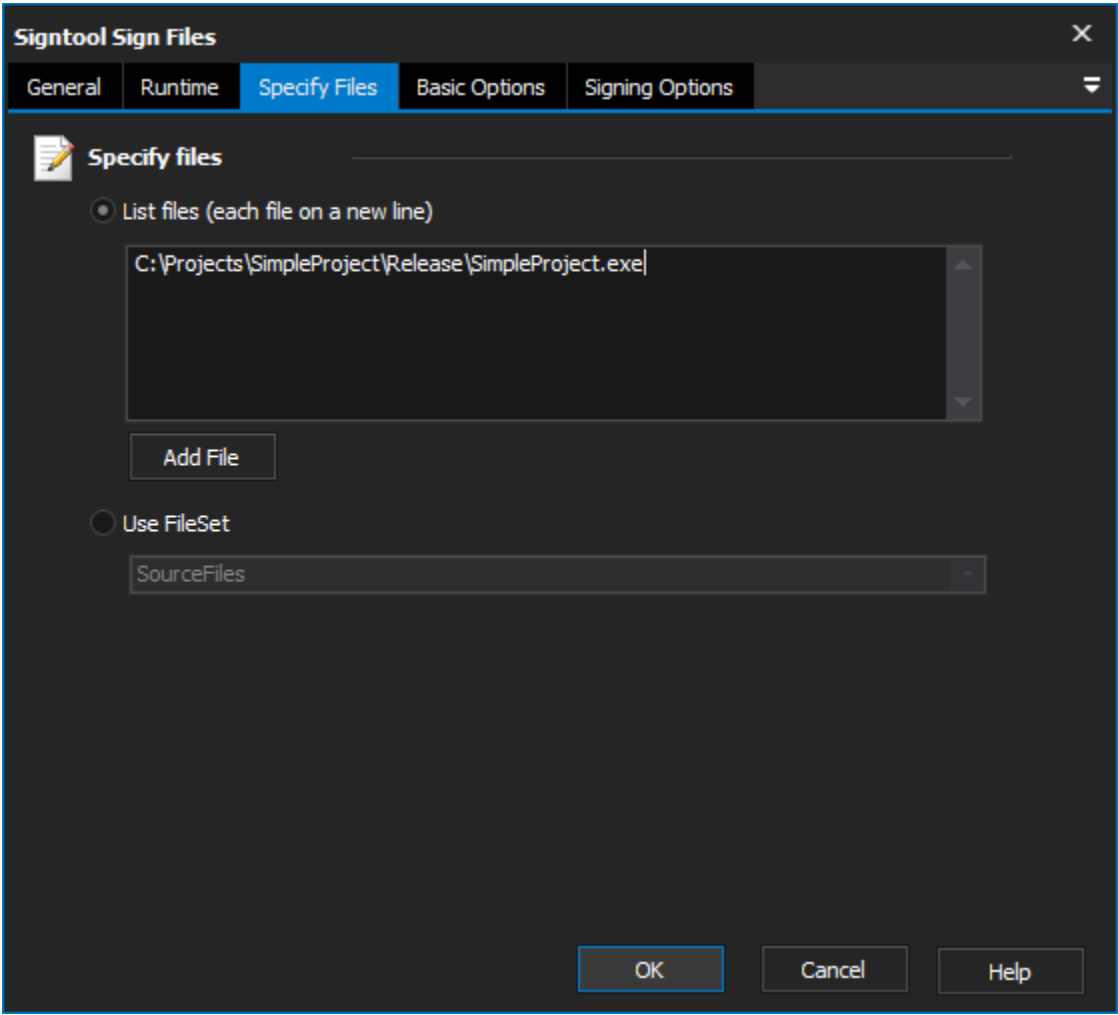 Signtool Sign Files
General Runtime Specify Files Basic Options Signing Options
Specify files
List files (each file on a new line)
C:\Projects\SimpleProject\Release\SimpleProject.exe
Add File
Use FileSet
SourceFiles
OK Cancel Help